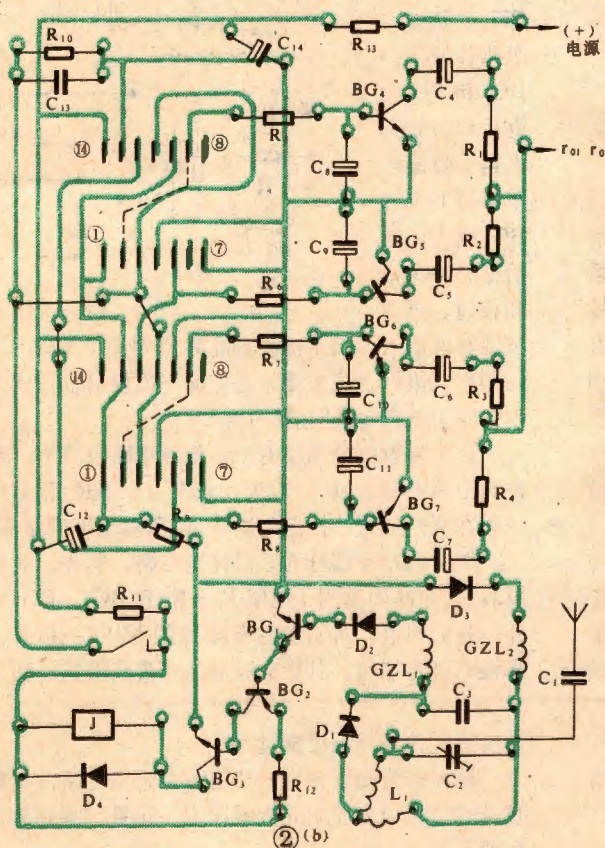 R₁₀
C₁₃
C₁₄
R₁₃
(+)
电源
BG₄
C₄
R₁
r₀₁ r₀
⑭
⑧
R
C₈
①
⑦
C₉
BG₅
R₂
C₅
R₆
R₇
BG₆
⑭
⑧
C₁₀
C₆
R₃
①
⑦
C₁₁
R₄
C₁₂
R₉
R₈
BG₇
C₇
D₃
R₁₁
BG₁
D₂
GZL₁
GZL₂
C₁
BG₂
D₁
C₃
J
BG₃
C₂
D₄
R₁₂
L₁
②(b)